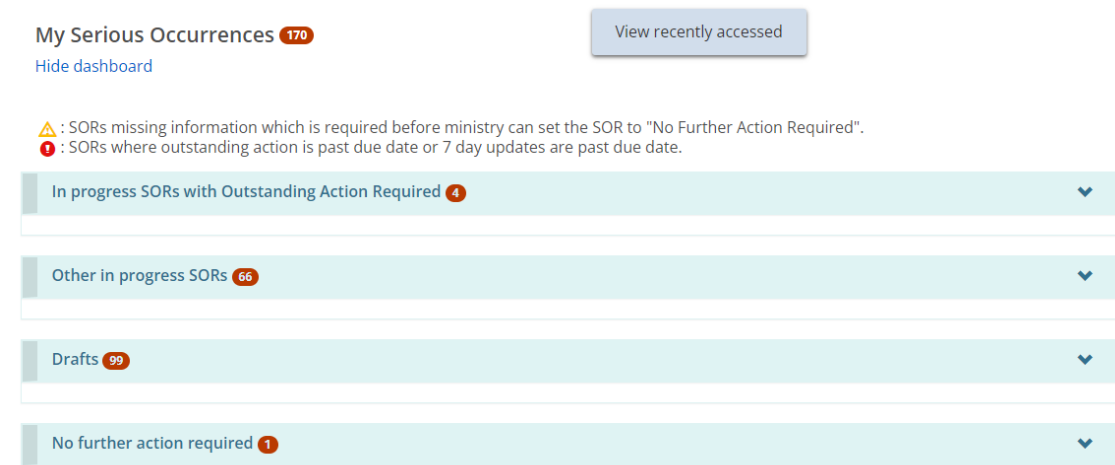 My Serious Occurrences 170
View recently accessed
Hide dashboard
: SORs missing information which is required before ministry can set the SOR to "No Further Action Required".
: SORs where outstanding action is past due date or 7 day updates are past due date.
In progress SORs with Outstanding Action Required 4
Other in progress SORs 66
Drafts 99
No further action required 1